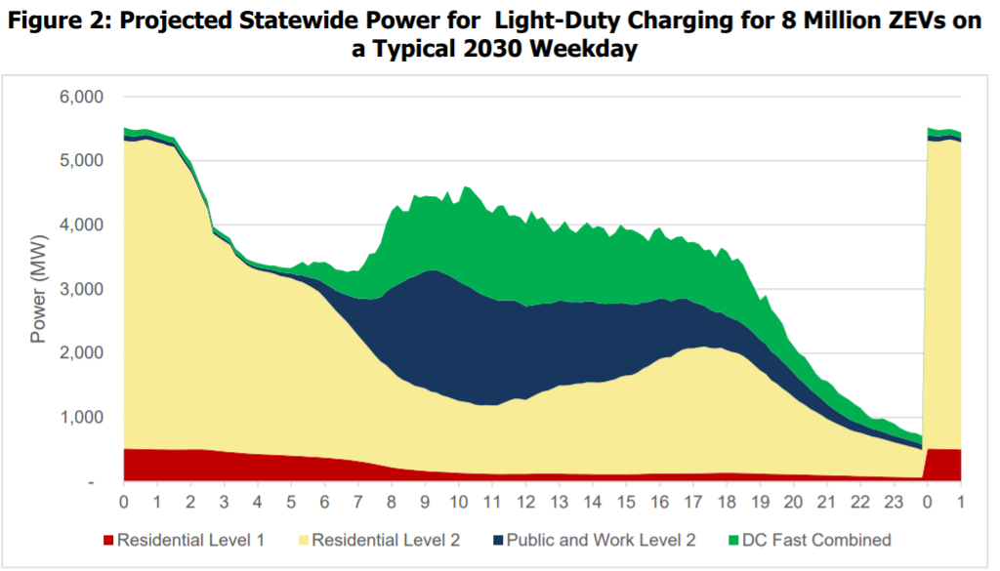 Figure 2: Projected Statewide Power for Light-Duty Charging for 8 Million ZEVs on
a Typical 2030 Weekday
6,000
5,000
4,000
3,000
2,000
1,000
-
Power (MW)
0 1 2 3 4 5 6 7 8 9 10 11 12 13 14 15 16 17 18 19 20 21 22 23 0 1
Residential Level 1 Residential Level 2 Public and Work Level 2 DC Fast Combined